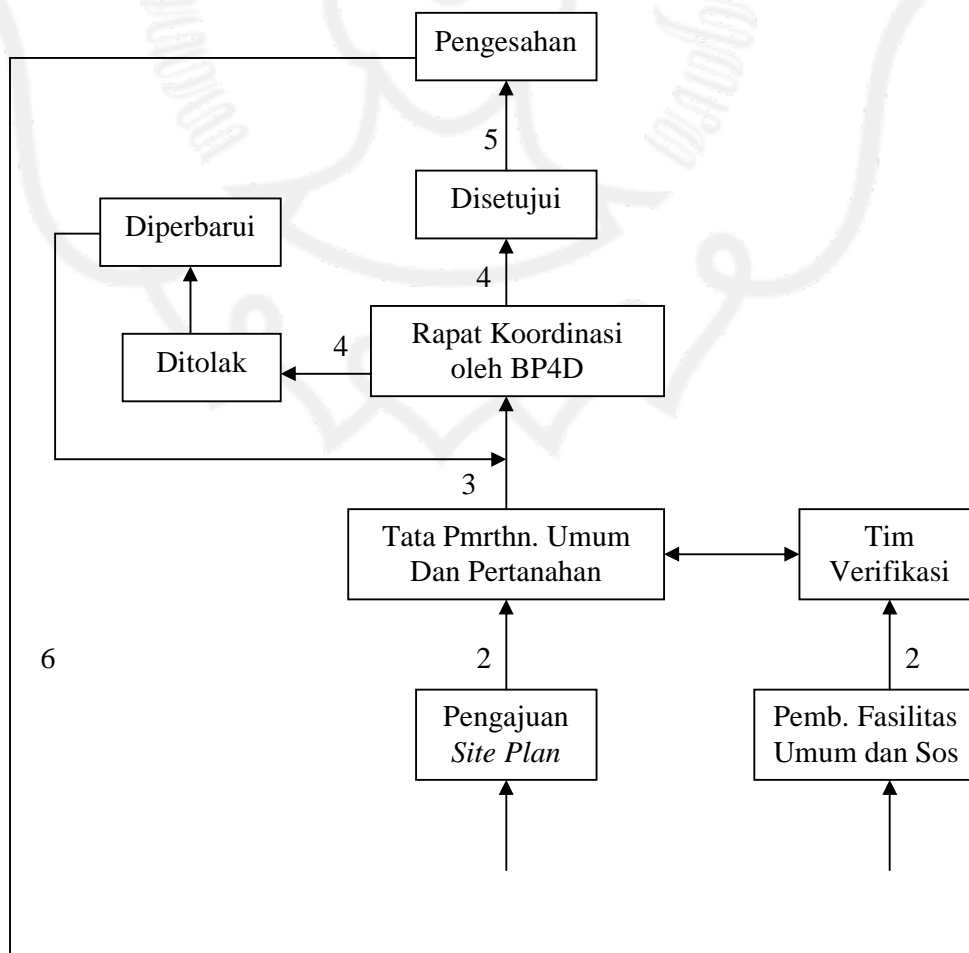 Pengesahan
5
Disetujui
Diperbarui
4
Rapat Koordinasi
oleh BP4D
4
Ditolak
3
Tata Pmrthn. Umum
Dan Pertanahan
Tim
Verifikasi
6
2
2
Pengajuan
Site Plan
Pemb. Fasilitas
Umum dan Sos